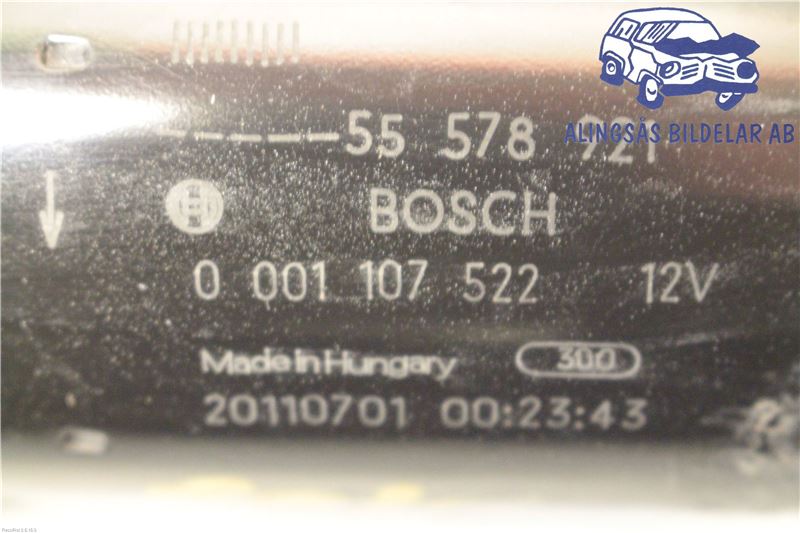 ALINGSÅS BILDELAR AB
55 578 921
BOSCH
0 001 107 522 12V
Made in Hungary 300
20110701 00:23:43